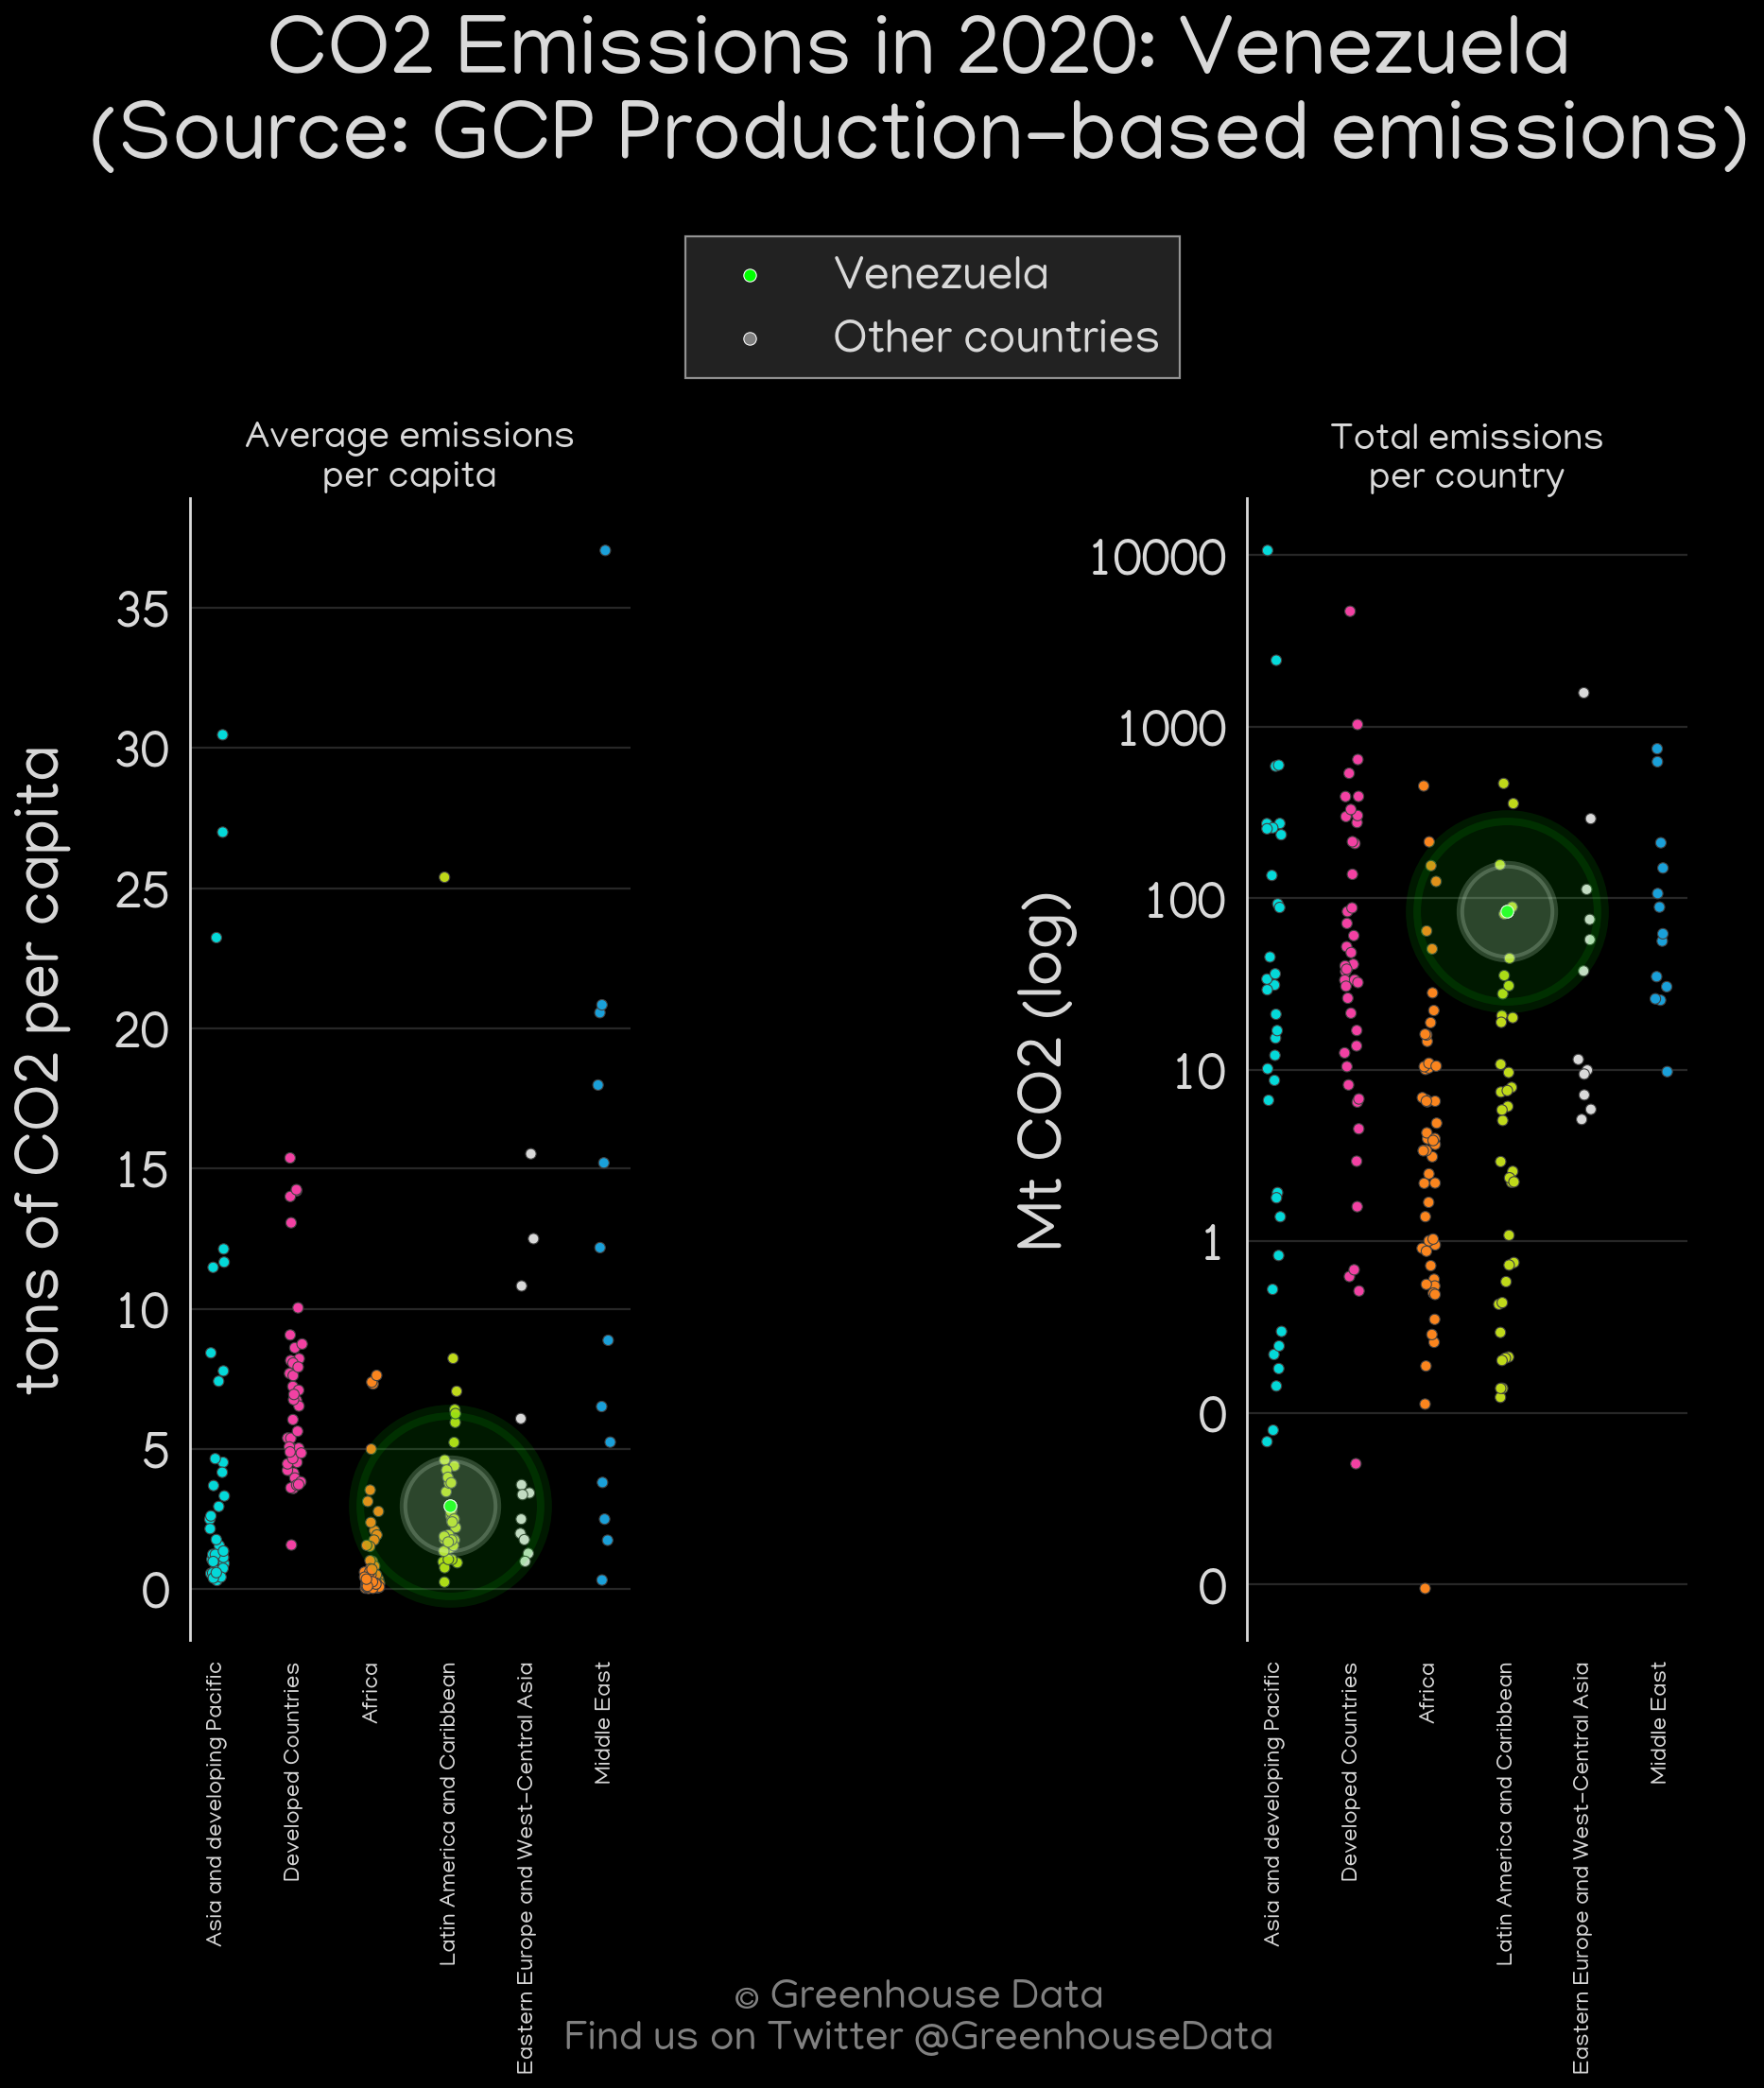 CO2 Emissions in 2020: Venezuela
(Source: GCP Production-based emissions)
Venezuela
Other countries
Average emissions
per capita
tons of CO2 per capita
35
30
25
20
15
10
5
0
Asia and developing Pacific
Developed Countries
Africa
Latin America and Caribbean
Eastern Europe and West-Central Asia
Middle East
Total emissions
per country
Mt CO2 (log)
10000
1000
100
10
1
0
0
Asia and developing Pacific
Developed Countries
Africa
Latin America and Caribbean
Eastern Europe and West-Central Asia
Middle East
© Greenhouse Data
Find us on Twitter @GreenhouseData